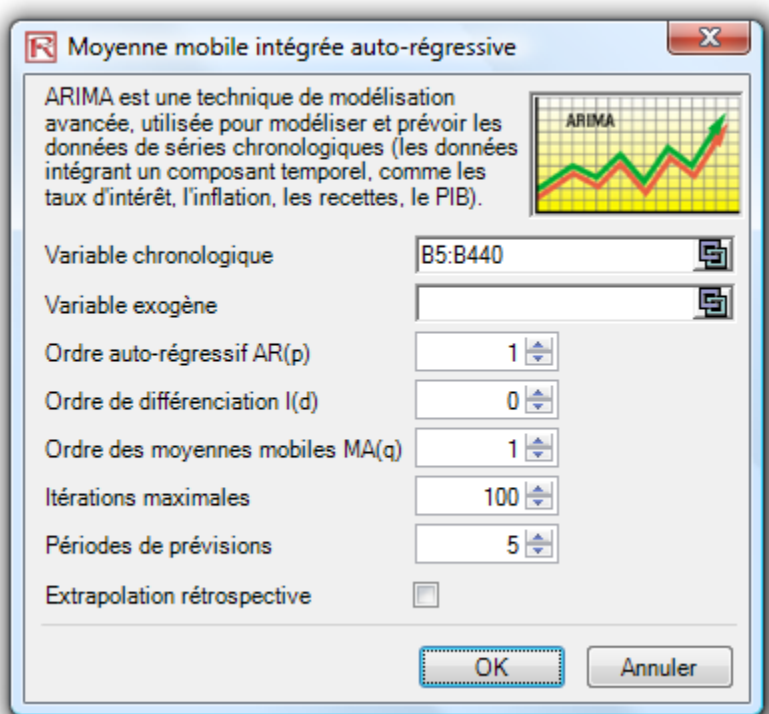 Moyenne mobile intégrée auto-régressive
ARIMA est une technique de modélisation
avancée, utilisée pour modéliser et prévoir les
données de séries chronologiques (les données
intégrant un composant temporel, comme les
taux d'intérêt, l'inflation, les recettes, le PIB).
ARIMA
Variable chronologique B5:B440
Variable exogène
Ordre auto-régressif AR(p) 1
Ordre de différenciation I(d) 0
Ordre des moyennes mobiles MA(q) 1
Itérations maximales 100
Périodes de prévisions 5
Extrapolation rétrospective
OK Annuler